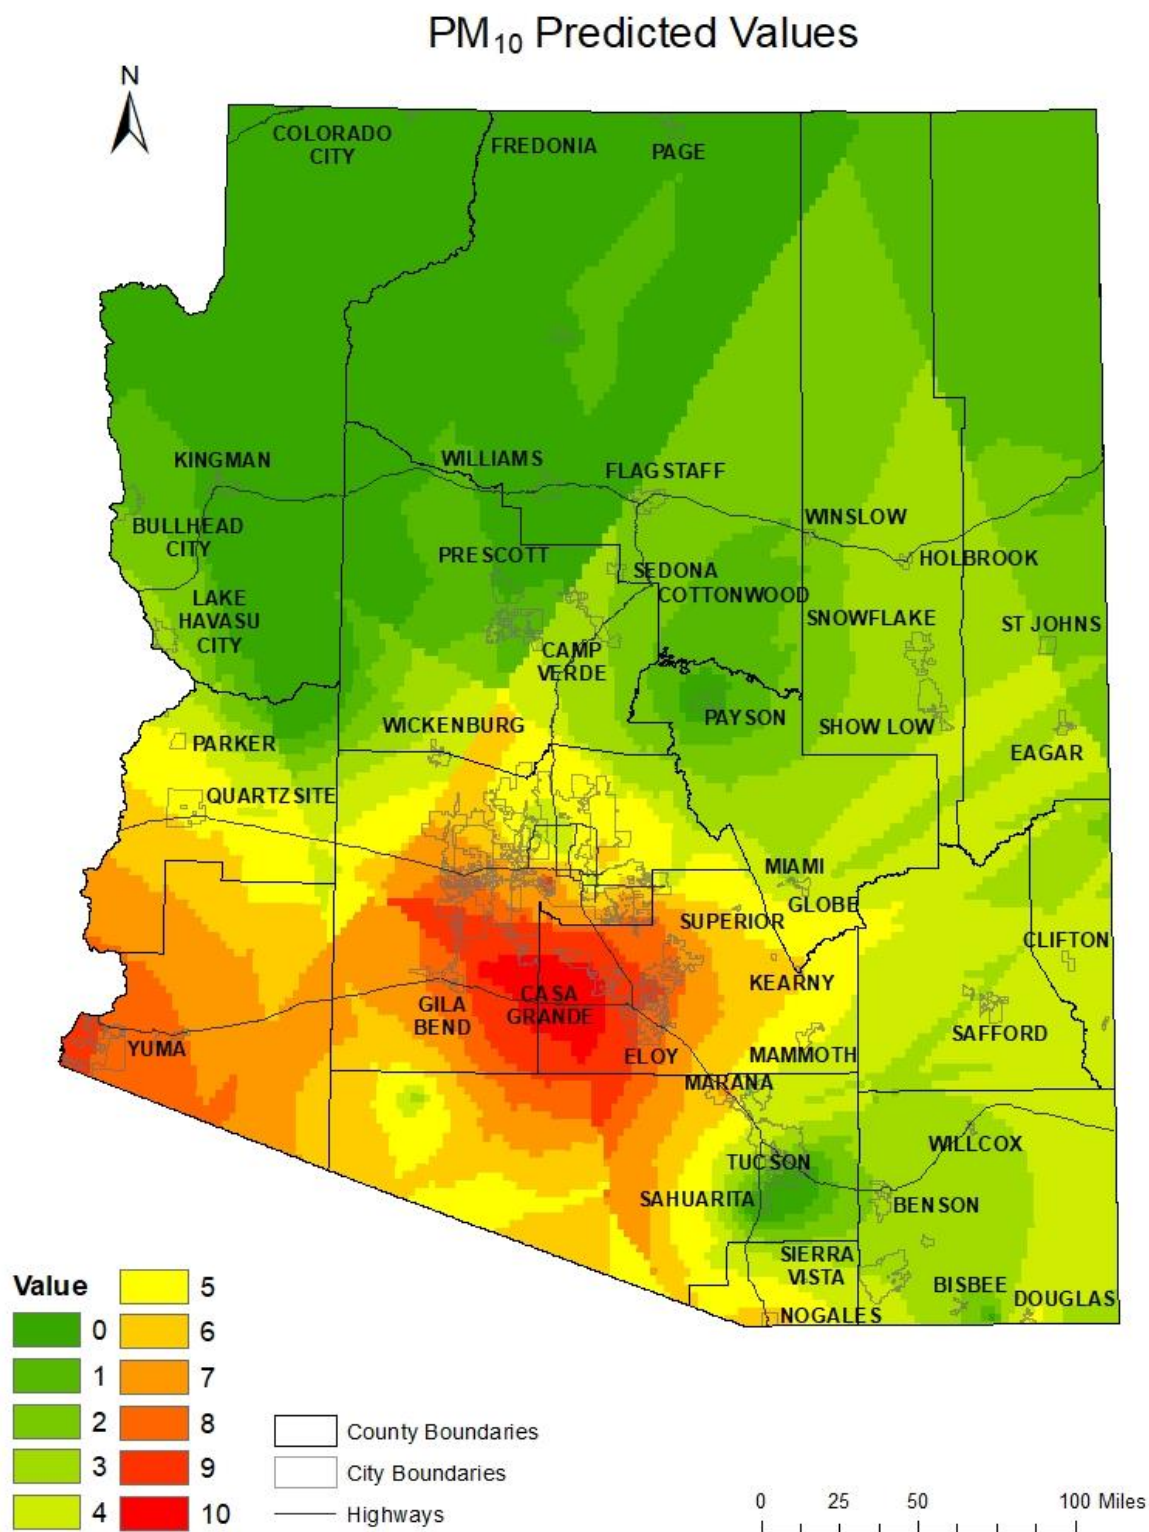 PM₁₀ Predicted Values
N
COLORADO
CITY
FREDONIA
PAGE
KINGMAN
WILLIAMS
FLAGSTAFF
BULLHEAD
CITY
PRESCOTT
WINSLOW
HOLBROOK
SEDONA
COTTONWOOD
LAKE
HAVASU
CITY
SNOWFLAKE
ST JOHNS
CAMP
VERDE
PAYSON
WICKENBURG
SHOW LOW
PARKER
EAGAR
QUARTZSITE
MIAMI
GLOBE
SUPERIOR
CLIFTON
KEARNY
GILA
BEND
CASA
GRANDE
SAFFORD
YUMA
ELOY
MAMMOTH
MARANA
WILLCOX
TUCSON
SAHUARITA
BENSON
SIERRA
VISTA
BISBEE
DOUGLAS
NOGALES
Value
0
1
2
3
4
5
6
7
8
9
10
County Boundaries
City Boundaries
Highways
0 25 50 100 Miles